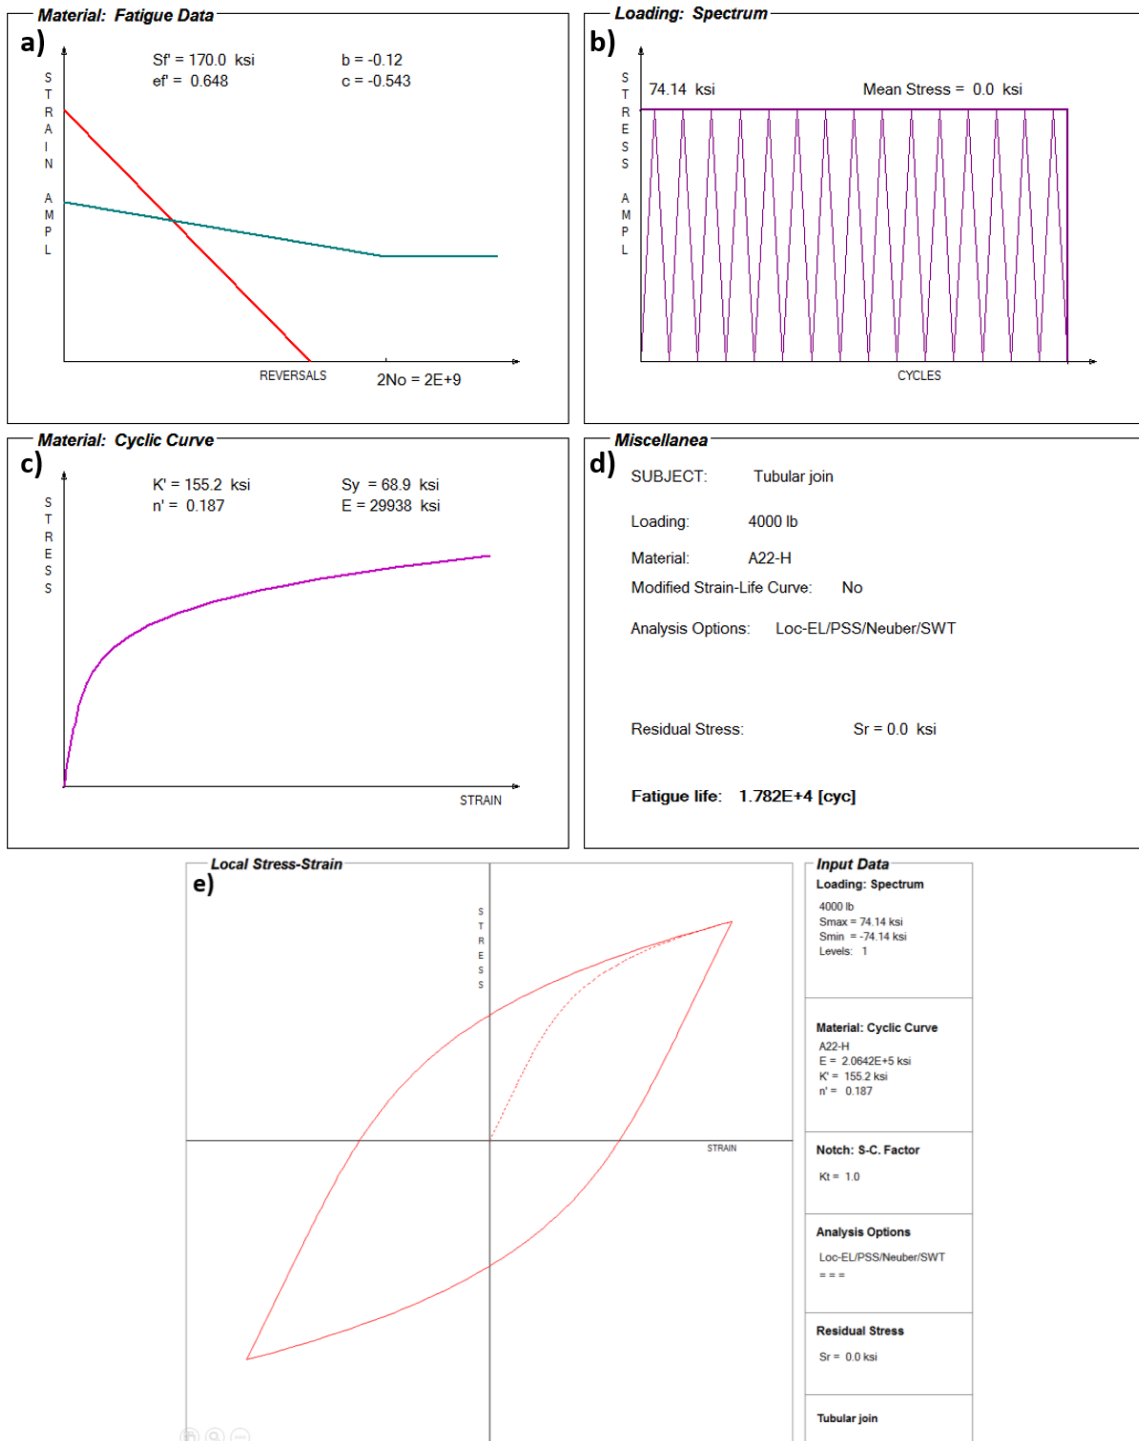 Material: Fatigue Data
a)
Sf' = 170.0 ksi
b = -0.12
ef' = 0.648
c = -0.543
STRAIN AMPL
REVERSALS
2No = 2E+9
Loading: Spectrum
b)
74.14 ksi
Mean Stress = 0.0 ksi
STRESS AMPL
CYCLES
Material: Cyclic Curve
c)
K' = 155.2 ksi
Sy = 68.9 ksi
n' = 0.187
E = 29938 ksi
STRESS
STRAIN
Miscellanea
d)
SUBJECT: Tubular join
Loading: 4000 lb
Material: A22-H
Modified Strain-Life Curve: No
Analysis Options: Loc-EL/PSS/Neuber/SWT
Residual Stress: Sr = 0.0 ksi
Fatigue life: 1.782E+4 [cyc]
Local Stress-Strain
e)
STRESS
STRAIN
Input Data
Loading: Spectrum
4000 lb
Smax = 74.14 ksi
Smin = -74.14 ksi
Levels: 1
Material: Cyclic Curve
A22-H
E = 2.0642E+5 ksi
K' = 155.2 ksi
n' = 0.187
Notch: S-C. Factor
Kt = 1.0
Analysis Options
Loc-EL/PSS/Neuber/SWT
= = =
Residual Stress
Sr = 0.0 ksi
Tubular join